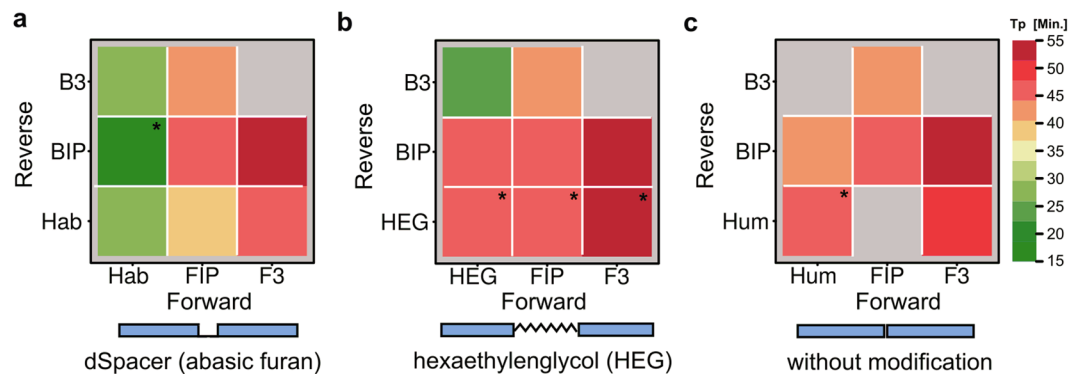 a
b
c
Tp [Min.]
B3
BIP
Hab
Reverse
*
Hab FIP F3
Forward
dSpacer (abasic furan)
B3
BIP
HEG
Reverse
* * *
HEG FIP F3
Forward
hexaethylenglycol (HEG)
B3
BIP
Hum
Reverse
*
Hum FIP F3
Forward
without modification
55
50
45
40
35
30
25
20
15